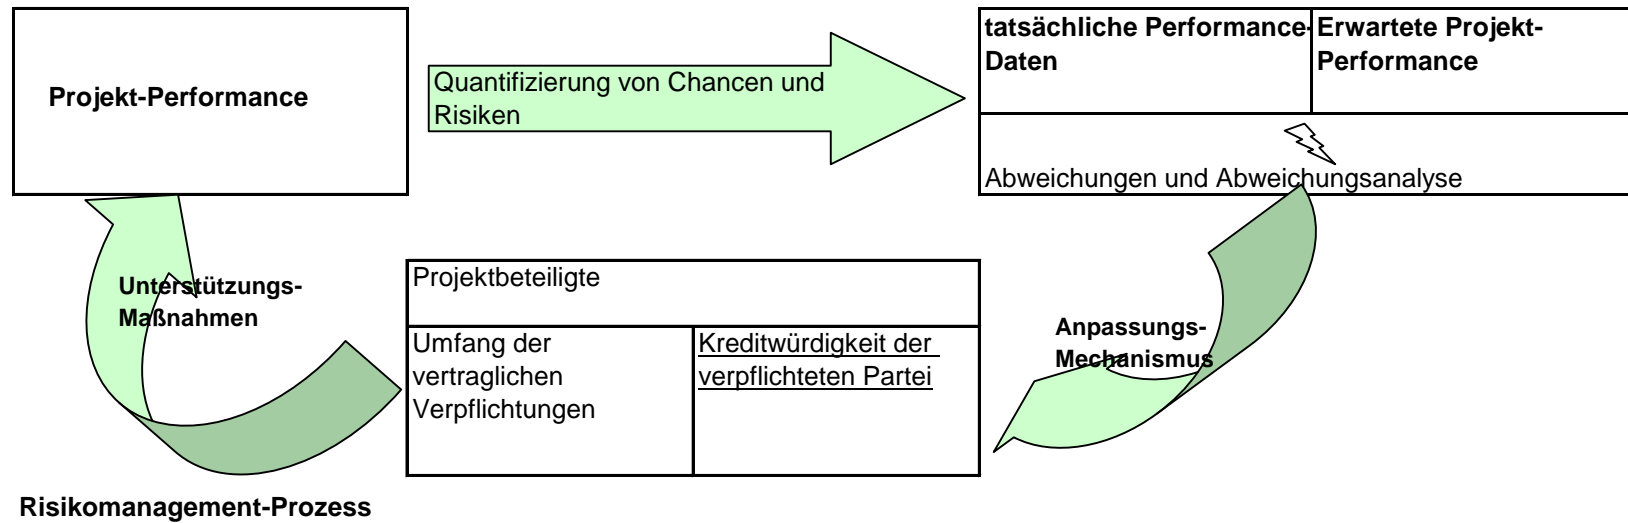 Projekt-Performance
Quantifizierung von Chancen und
Risiken
tatsächliche Performance-
Daten
Erwartete Projekt-
Performance
Abweichungen und Abweichungsanalyse
Unterstützungs-
Maßnahmen
Projektbeteiligte
Umfang der
vertraglichen
Verpflichtungen
Kreditwürdigkeit der
verpflichteten Partei
Anpassungs-
Mechanismus
Risikomanagement-Prozess